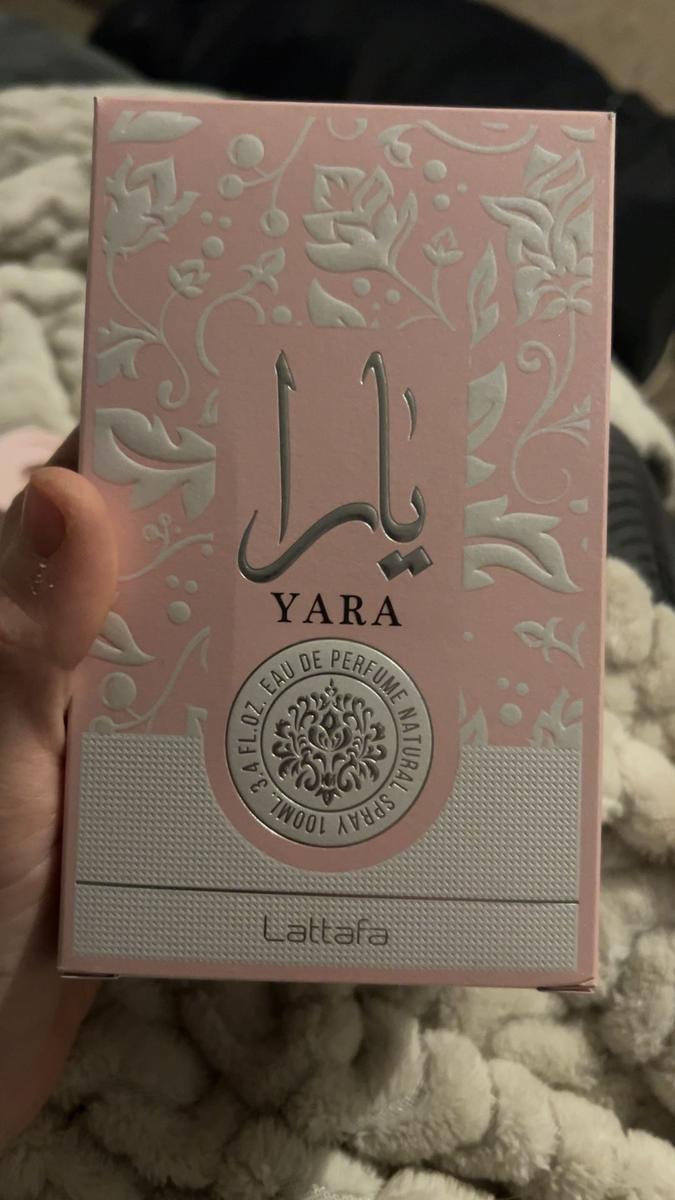 يارا
YARA
EAU DE PERFUME NATURAL SPRAY 100ML. 3.4 FL.OZ.
Lattafa